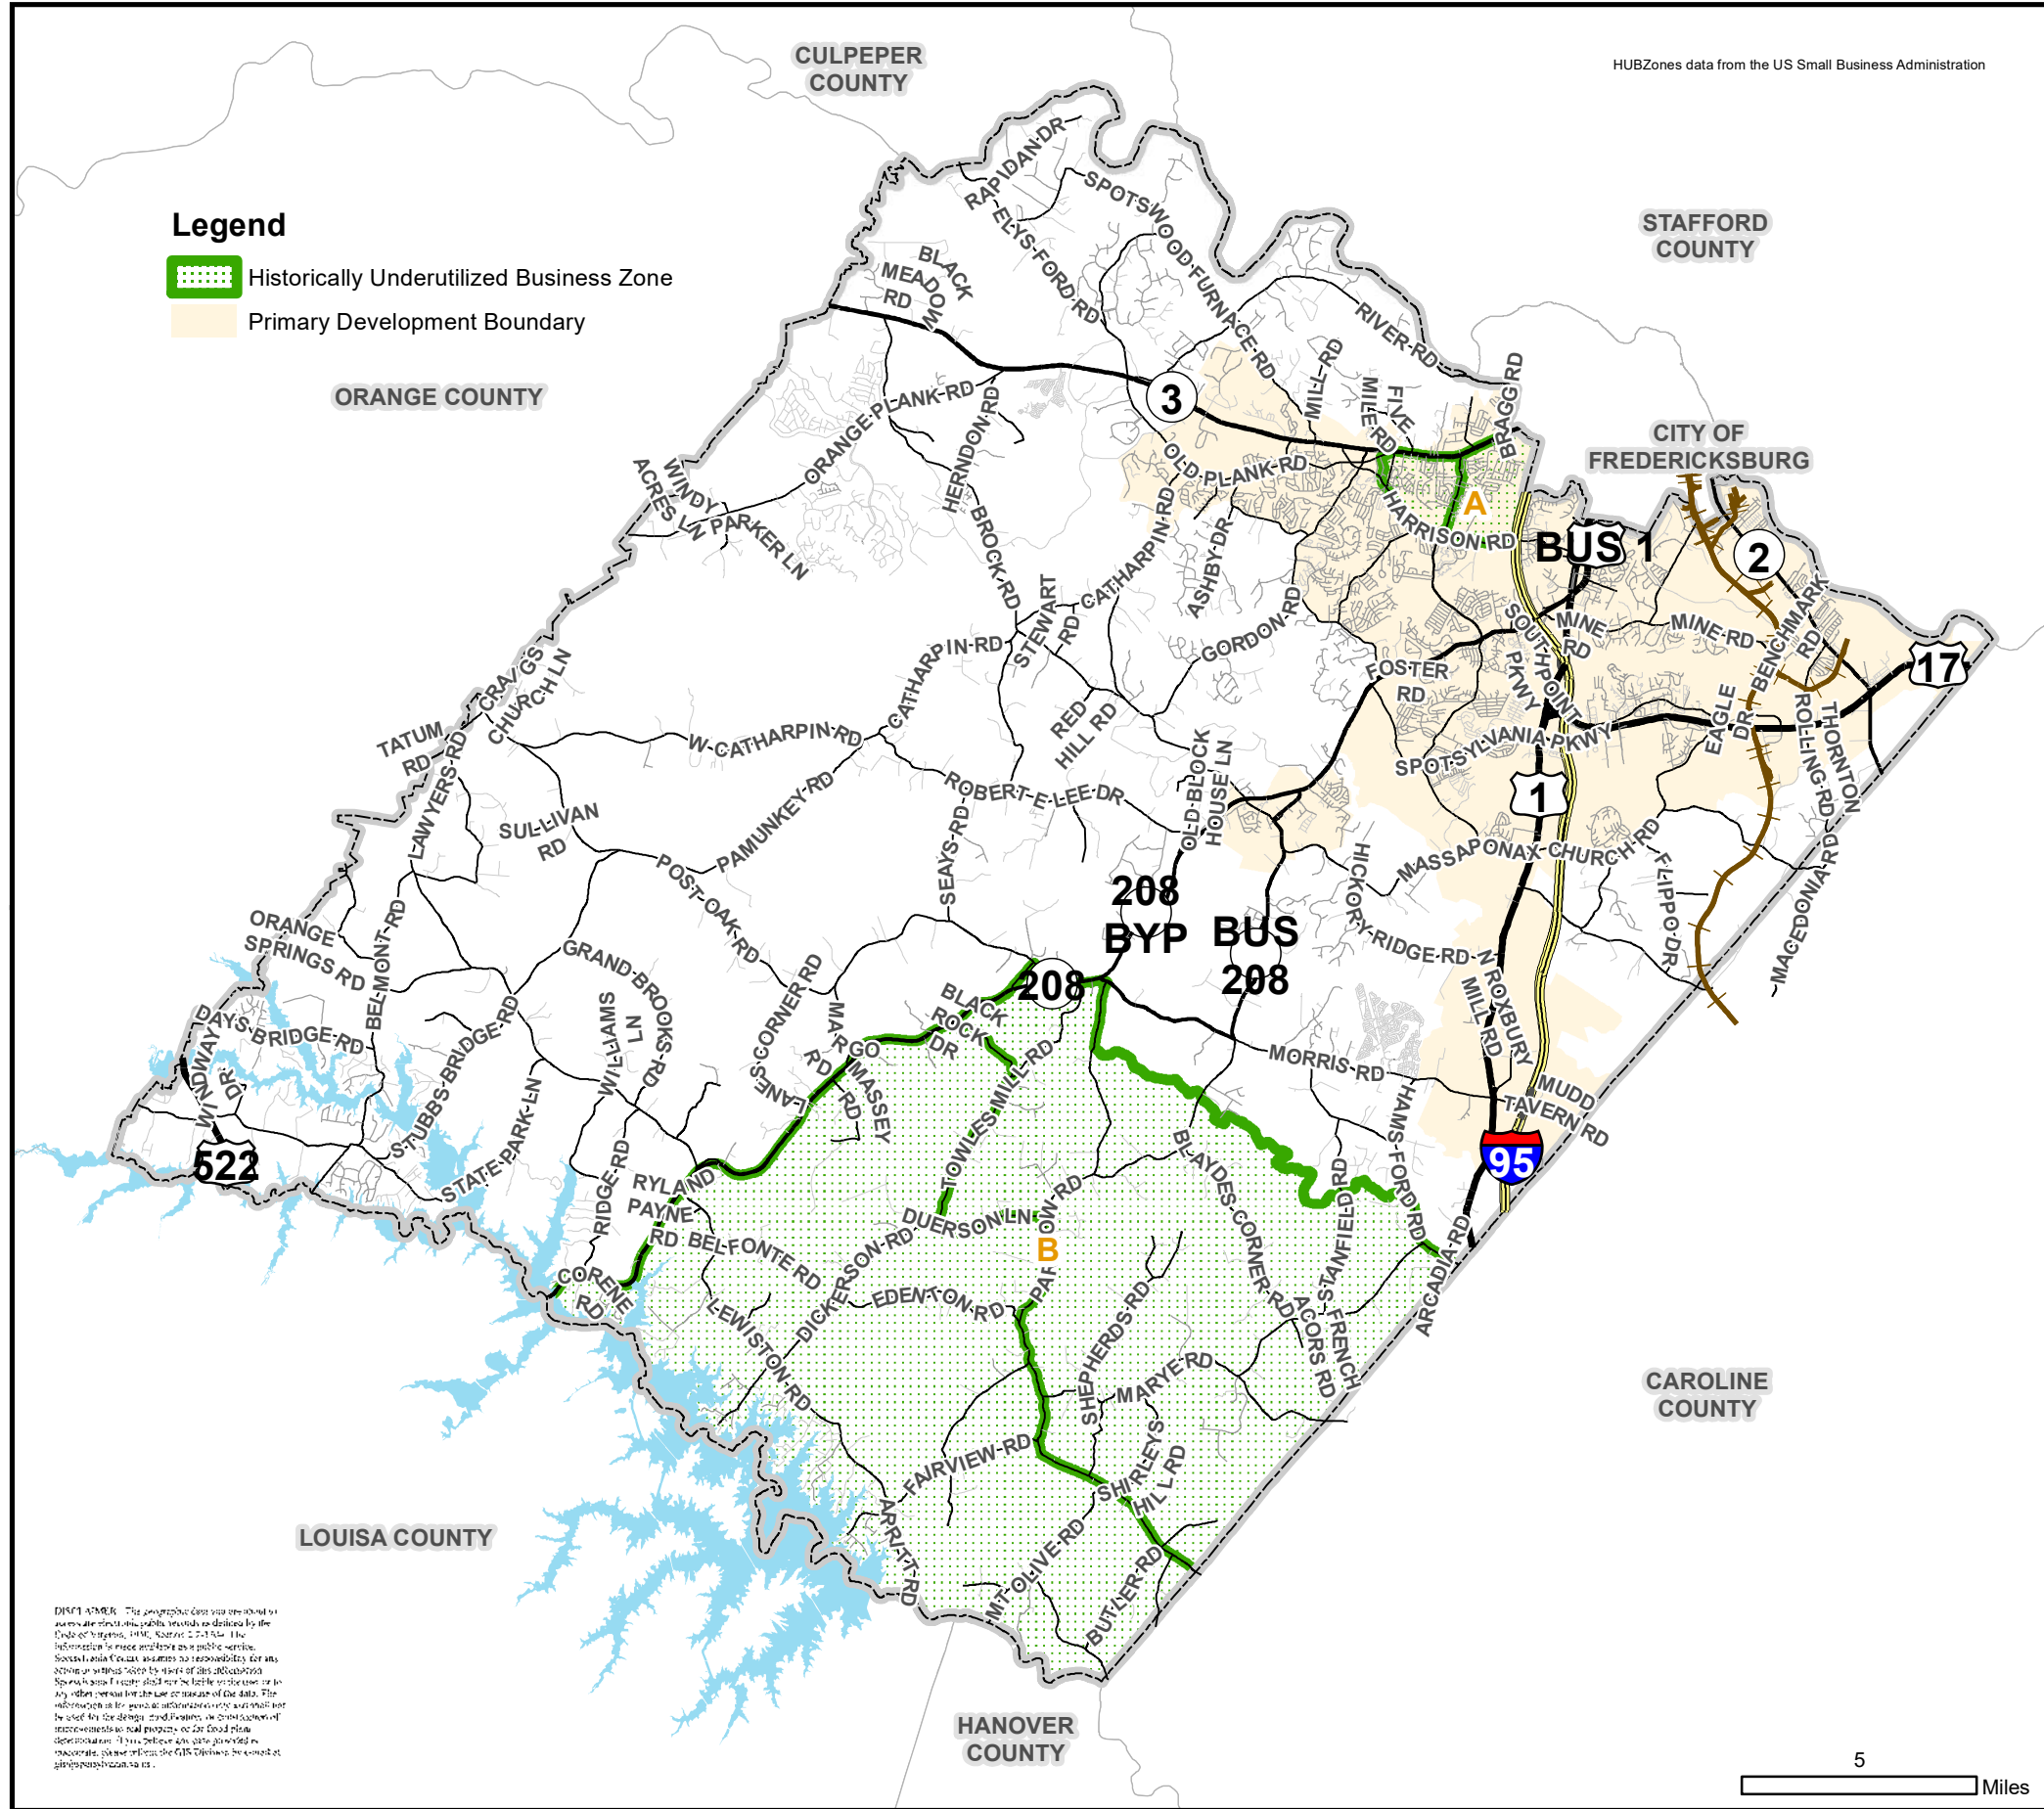 CULPEPER
COUNTY
HUBZones data from the US Small Business Administration
STAFFORD
COUNTY
Legend
Historically Underutilized Business Zone
Primary Development Boundary
ORANGE COUNTY
CITY OF
FREDERICKSBURG
RAPIDAN DR
ELYS FORD RD
SPOTSWOOD FURNACE RD
BLACK
MEADOW
RD
RIVER RD
MILL RD
FIVE
MILE RD
BRAGG RD
3
ORANGE PLANK RD
HERNDON RD
OLD PLANK RD
WINDY
ACRES LN
PARKER LN
BROCK RD
CATHARPIN RD
ASHBY DR
HARRISON RD
A
BUS 1
2
STEWART
RD
GORDON RD
CATHARPIN RD
MINE
RD
MINE RD
BENCHMARK
RD
SOUTHPOINT
PKWY
FOSTER
RD
17
CRAIGS
CHURCH LN
TATUM
RD
W CATHARPIN RD
RED
HILL RD
OLD BLOCK
HOUSE LN
SPOTSYLVANIA PKWY
EAGLE
DR
ROLLING RD
THORNTON
LAWYERS RD
SULLIVAN
RD
PAMUNKEY RD
ROBERT E LEE DR
SEAYS RD
1
MASSAPONAX CHURCH RD
HICKORY RIDGE RD
FLIPPO DR
MACEDONIA RD
POST OAK RD
208
BYP
BUS
208
ORANGE
SPRINGS RD
BELMONT RD
GRAND BROOKS RD
WILLIAMS
LN
LANES CORNER RD
MARGO
RD
MASSEY
RD
BLACK
ROCK
DR
208
N ROXBURY
MILL RD
DAYS BRIDGE RD
WINDWAY
DR
STUBBS BRIDGE RD
STATE PARK LN
TOWLES MILL RD
MORRIS RD
HAMS FORD RD
MUDD
TAVERN RD
95
522
RIDGE RD
RYLAND
PAYNE
RD
BELFONTE RD
DICKERSON RD
DUERSON LN
B
BLAYDES CORNER RD
STANFIELD RD
ARCADIA RD
CORENE
RD
LEWISTON RD
EDENTON RD
SHEPHERDS RD
ACORS RD
FRENCH
MARYE RD
CAROLINE
COUNTY
FAIRVIEW RD
SHIRLEYS
HILL RD
ARRITT RD
MT OLIVE RD
BUTLER RD
LOUISA COUNTY
HANOVER
COUNTY
5
Miles